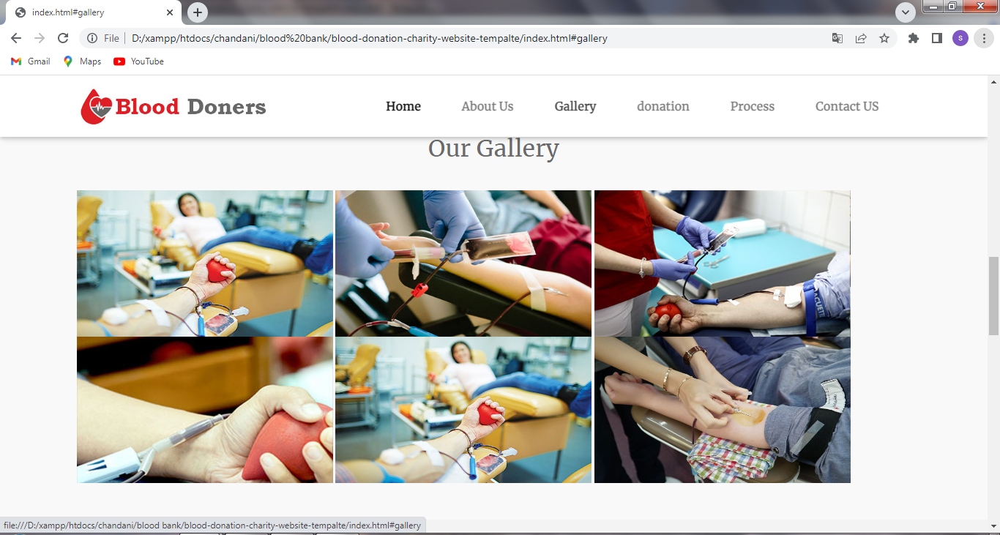 index.html#gallery
File D:/xampp/htdocs/chandani/blood%20bank/blood-donation-charity-website-tempalte/index.html#gallery
s
Gmail Maps YouTube
Blood Doners Home About Us Gallery donation Process Contact US
Our Gallery
file:///D:/xampp/htdocs/chandani/blood bank/blood-donation-charity-website-tempalte/index.html#gallery